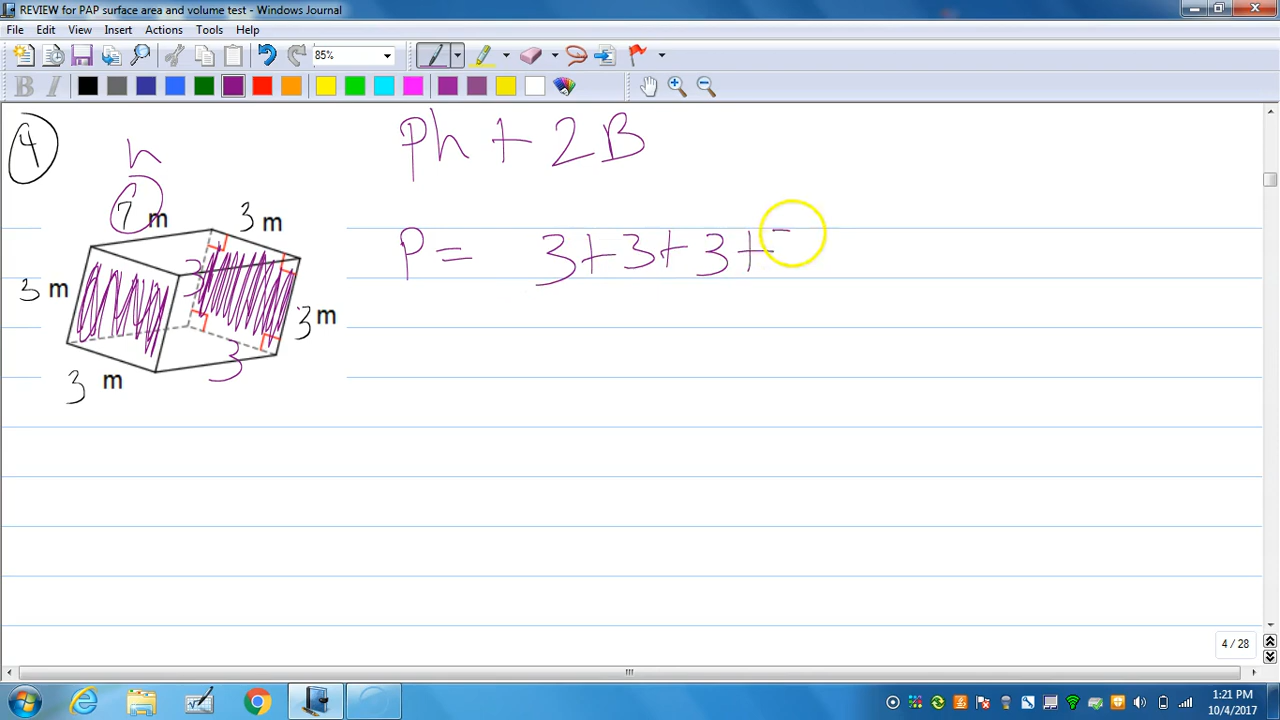 REVIEW for PAP surface area and volume test - Windows Journal
File Edit View Insert Actions Tools Help
85%
B I
4
Ph + 2B
h
7 m
3 m
P = 3+3+3+
3 m
3
3 m
3
3 m
4 / 28
1:21 PM
10/4/2017